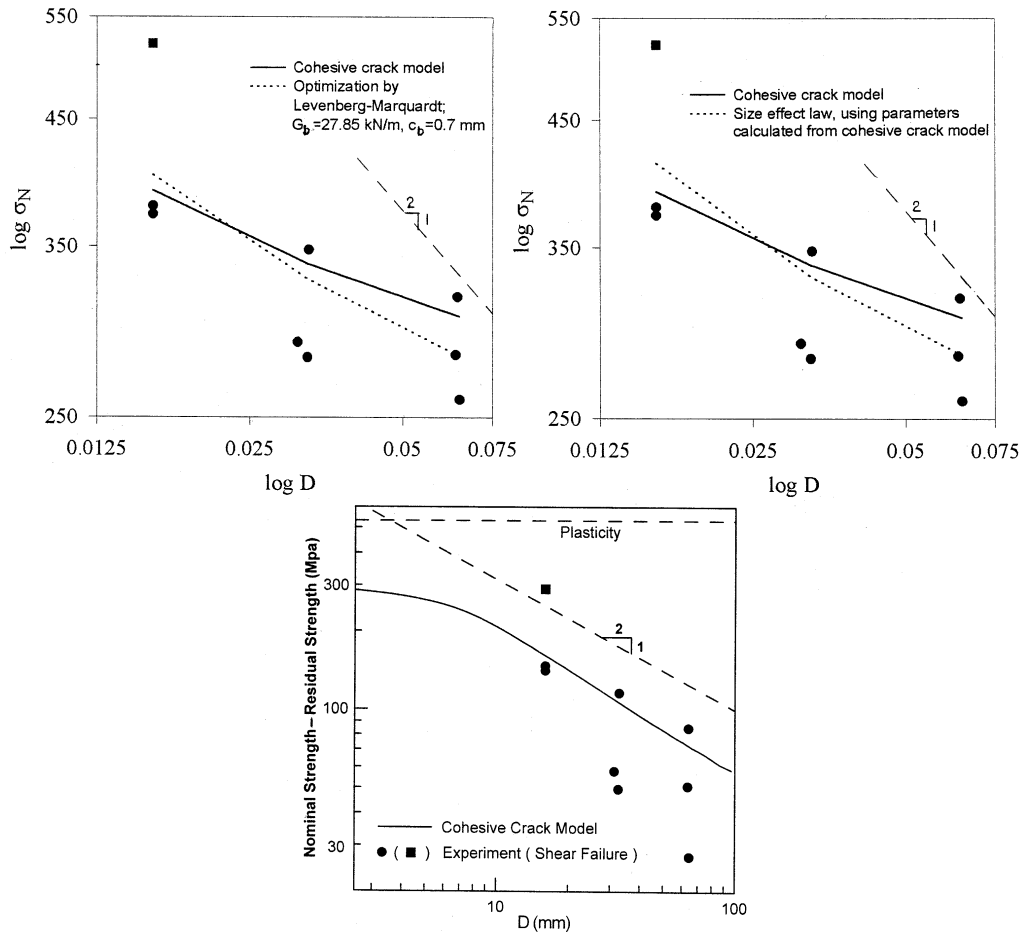 550
450
350
250
log σN
0.0125
0.025
0.05
0.075
log D
Cohesive crack model
Optimization by
Levenberg-Marquardt;
Gb =27.85 kN/m, cb=0.7 mm
2
1
550
450
350
250
log σN
0.0125
0.025
0.05
0.075
log D
Cohesive crack model
Size effect law, using parameters
calculated from cohesive crack model
2
1
Nominal Strength–Residual Strength (Mpa)
300
100
30
Plasticity
2
1
Cohesive Crack Model
( ) Experiment ( Shear Failure )
10
100
D (mm)